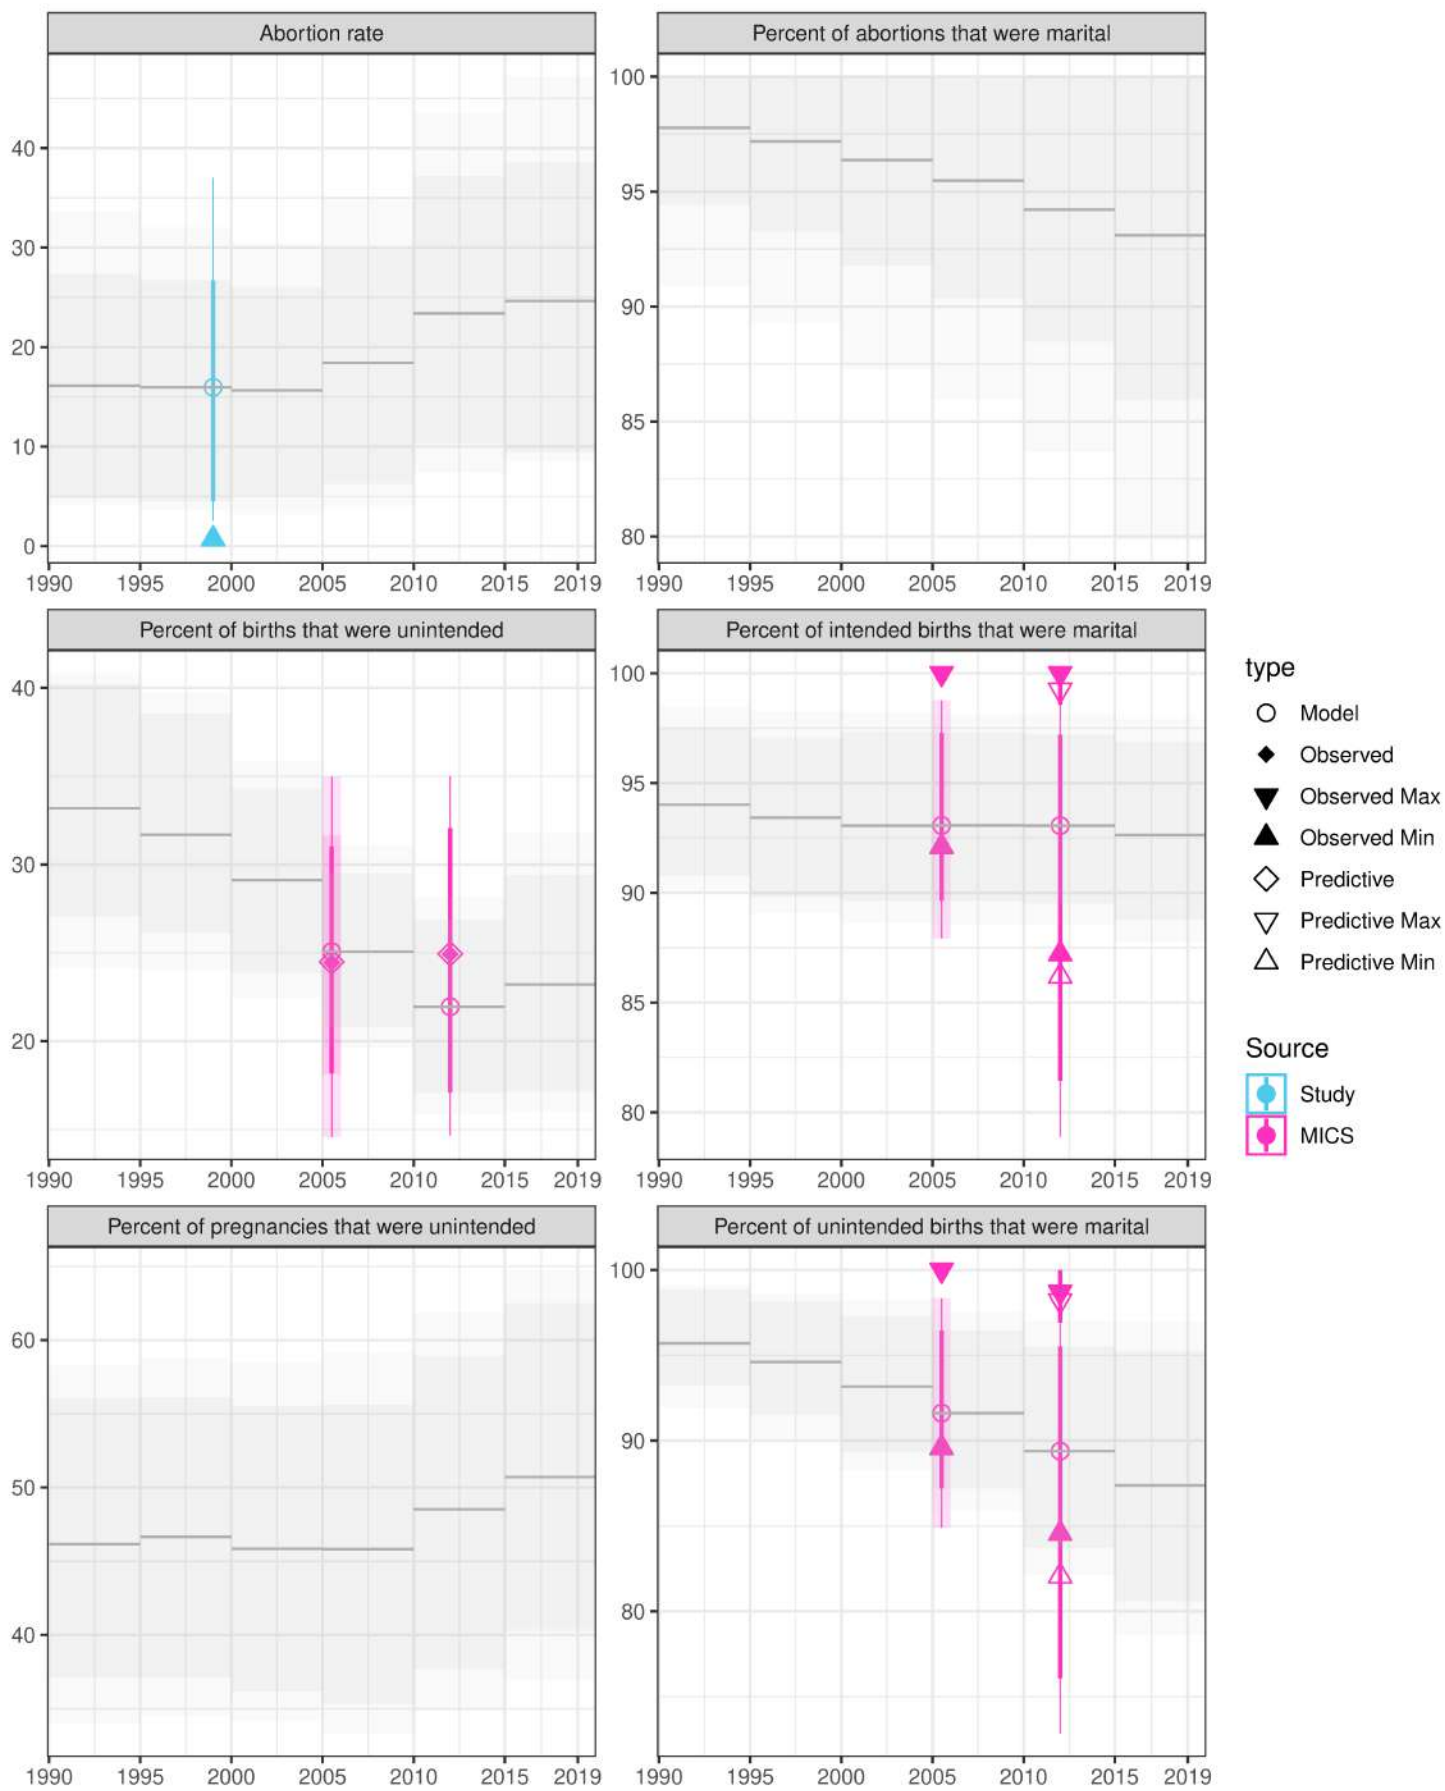 Abortion rate
40
30
20
10
0
1990 1995 2000 2005 2010 2015 2019
Percent of abortions that were marital
100
95
90
85
80
1990 1995 2000 2005 2010 2015 2019
Percent of births that were unintended
40
30
20
1990 1995 2000 2005 2010 2015 2019
Percent of intended births that were marital
100
95
90
85
80
1990 1995 2000 2005 2010 2015 2019
Percent of pregnancies that were unintended
60
50
40
1990 1995 2000 2005 2010 2015 2019
Percent of unintended births that were marital
100
90
80
1990 1995 2000 2005 2010 2015 2019
type
Model
Observed
Observed Max
Observed Min
Predictive
Predictive Max
Predictive Min
Source
Study
MICS